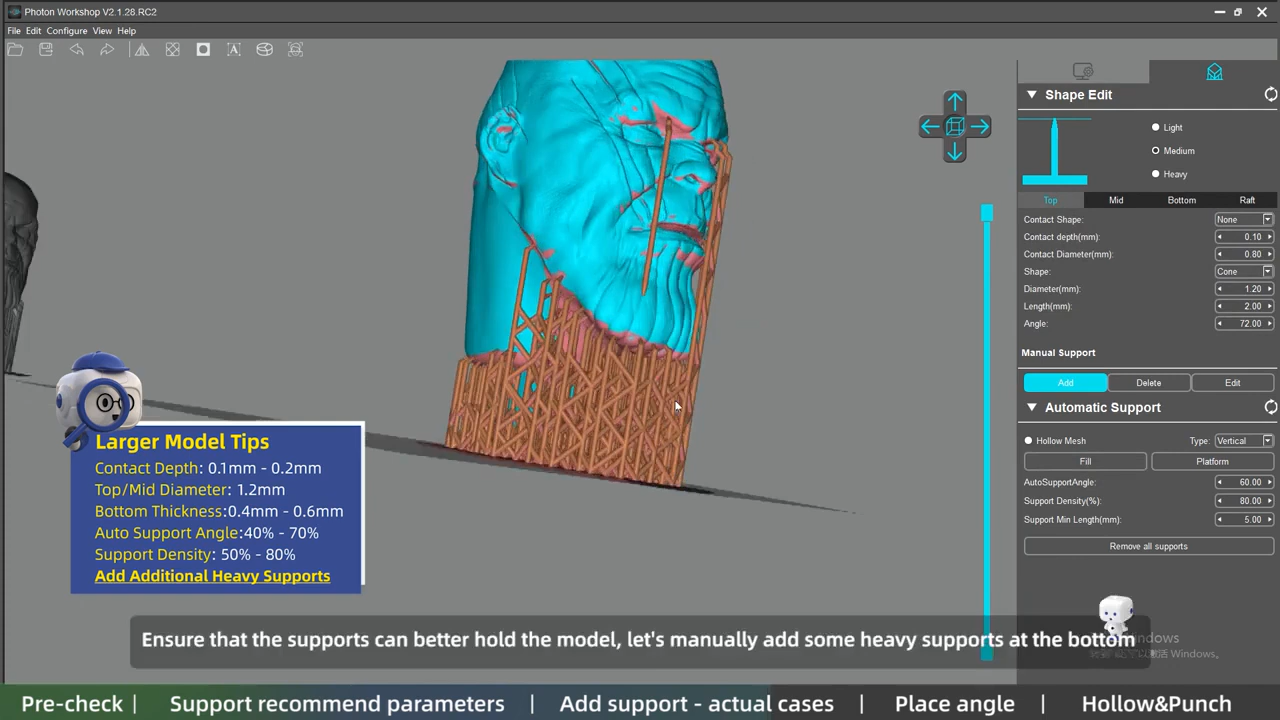 Photon Workshop V2.1.28.RC2
File Edit Configure View Help
Shape Edit
Light
Medium
Heavy
Top Mid Bottom Raft
Contact Shape: None
Contact depth(mm): 0.10
Contact Diameter(mm): 0.80
Shape: Cone
Diameter(mm): 1.20
Length(mm): 2.00
Angle: 72.00
Manual Support
Add Delete Edit
Automatic Support
Hollow Mesh Type: Vertical
Fill Platform
AutoSupportAngle: 60.00
Support Density(%): 80.00
Support Min Length(mm): 5.00
Remove all supports
Larger Model Tips
Contact Depth: 0.1mm - 0.2mm
Top/Mid Diameter: 1.2mm
Bottom Thickness:0.4mm - 0.6mm
Auto Support Angle:40% - 70%
Support Density: 50% - 80%
Add Additional Heavy Supports
Ensure that the supports can better hold the model, let's manually add some heavy supports at the bottom
Windows
以激活 Windows。
Pre-check | Support recommend parameters | Add support - actual cases | Place angle | Hollow&Punch